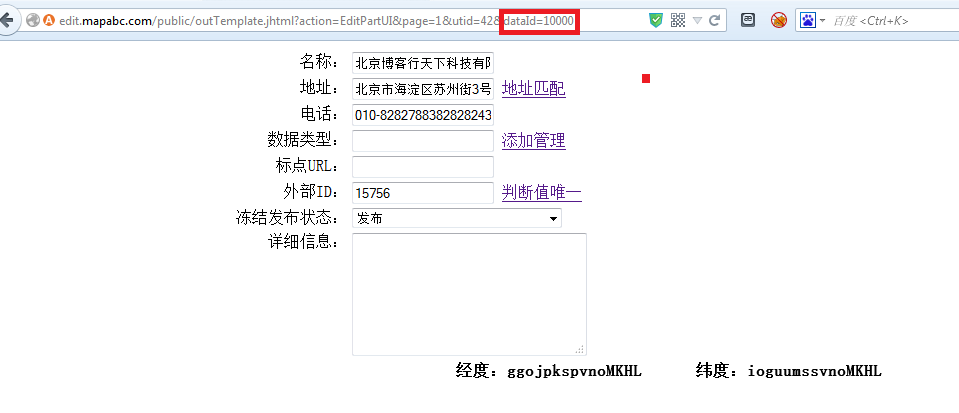 edit.mapabc.com/public/outTemplate.jhtml?action=EditPartUI&page=1&utid=42&dataId=10000 百度 <Ctrl+K>
名称： 北京博客行天下科技有限
地址： 北京市海淀区苏州街3号 地址匹配
电话： 010-8282788382828243
数据类型： 添加管理
标点URL：
外部ID： 15756 判断值唯一
冻结发布状态： 发布
详细信息：
经度：ggojpkspvnoMKHL 纬度：ioguumssvnoMKHL